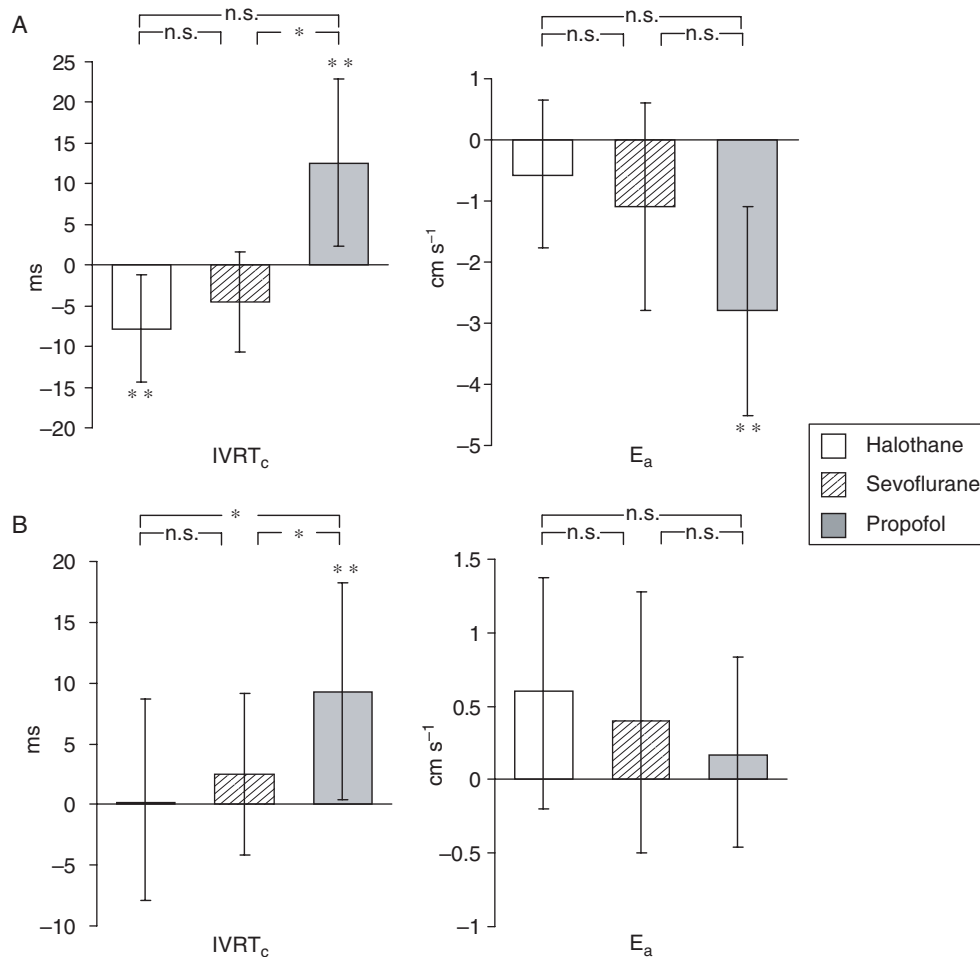 A
n.s.
n.s.
*
**
25
20
15
10
5
0
–5
–10
–15
–20
ms
**
IVRTc
n.s.
n.s.
n.s.
1
0
–1
–2
–3
–4
–5
cm s–1
**
Ea
Halothane
Sevoflurane
Propofol
B
*
n.s.
*
**
20
15
10
5
0
–5
–10
ms
IVRTc
n.s.
n.s.
n.s.
1.5
1
0.5
0
–0.5
–1
cm s–1
Ea